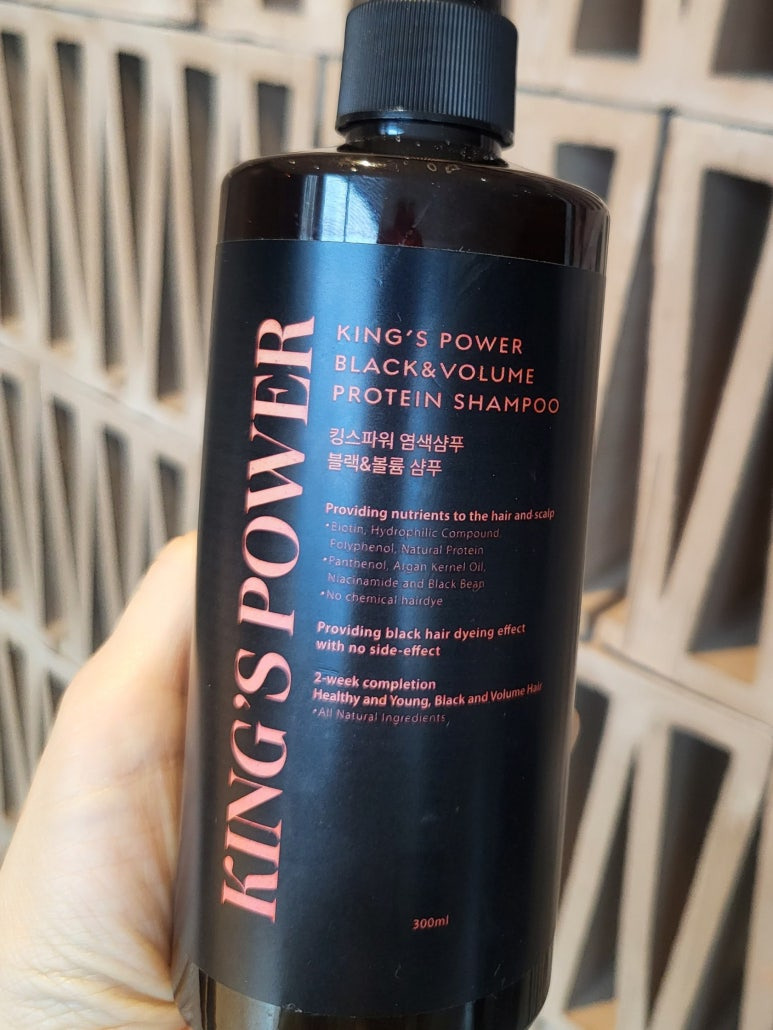 KING'S POWER
KING'S POWER
BLACK&VOLUME
PROTEIN SHAMPOO
킹스파워 염색샴푸
블랙&볼륨 샴푸
Providing nutrients to the hair and scalp
•Biotin, Hydrophilic Compound,
Polyphenol, Natural Protein
•Panthenol, Argan Kernel Oil,
Niacinamide and Black Bean
•No chemical hairdye
Providing black hair dyeing effect
with no side-effect
2-week completion
Healthy and Young, Black and Volume Hair
•All Natural Ingredients
300ml